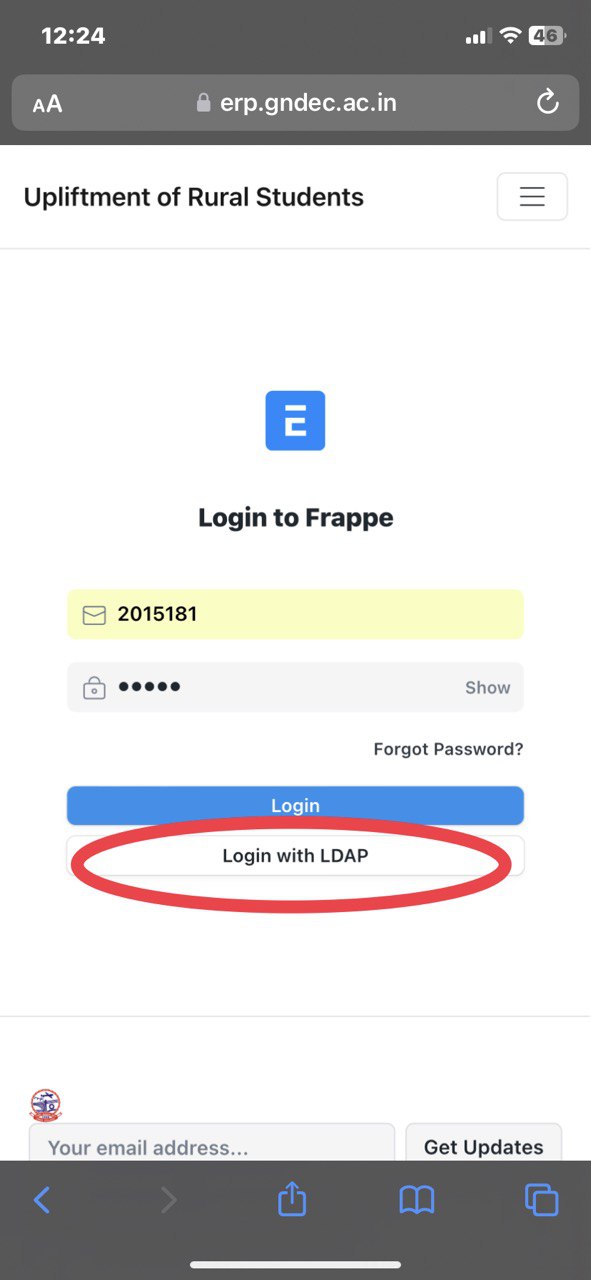 12:24
46
AA
erp.gndec.ac.in
Upliftment of Rural Students
E
Login to Frappe
2015181
Show
Forgot Password?
Login
Login with LDAP
Your email address...
Get Updates